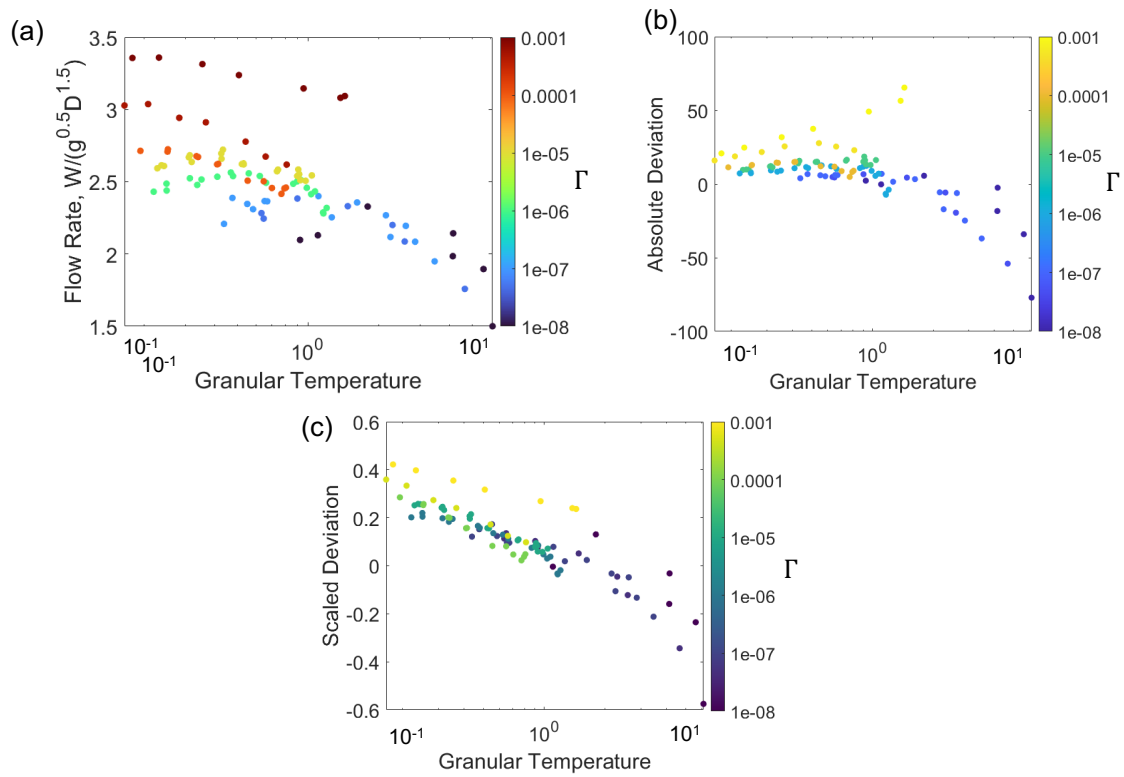 (a)
3.5
3
2.5
2
1.5
Flow Rate, W/(g^0.5D^1.5)
10^-1
10^-1
10^0
10^1
Granular Temperature
0.001
0.0001
1e-05
1e-06
1e-07
1e-08
Γ
(b)
100
50
0
-50
-100
Absolute Deviation
10^-1
10^0
10^1
Granular Temperature
0.001
0.0001
1e-05
1e-06
1e-07
1e-08
Γ
(c)
0.6
0.4
0.2
0
-0.2
-0.4
-0.6
Scaled Deviation
10^-1
10^0
10^1
Granular Temperature
0.001
0.0001
1e-05
1e-06
1e-07
1e-08
Γ